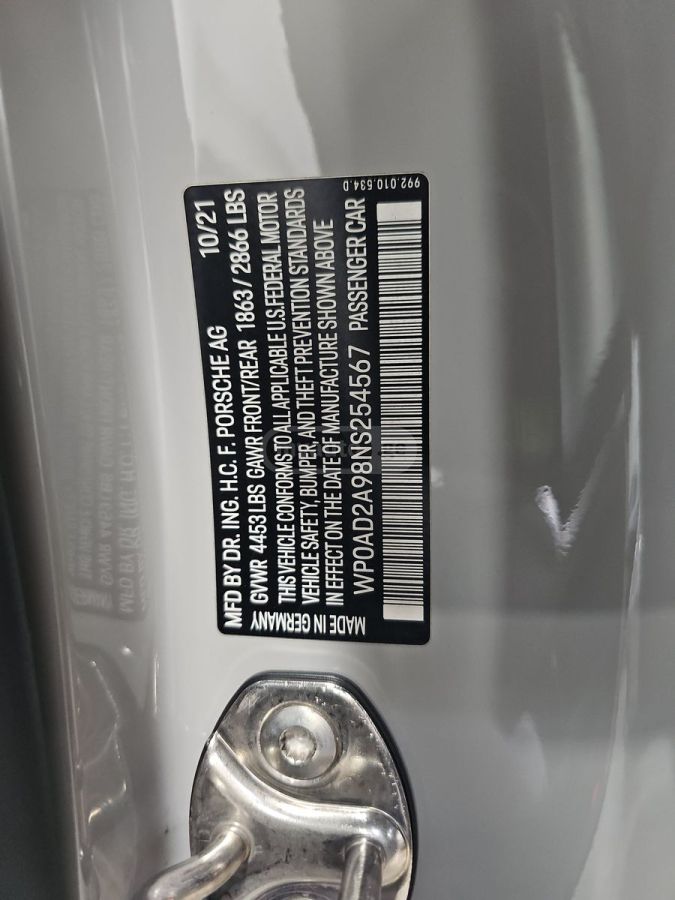 MFD BY DR. ING. H.C. F. PORSCHE AG 10/21
GVWR 4453 LBS GAWR FRONT/REAR 1863 / 2866 LBS
THIS VEHICLE CONFORMS TO ALL APPLICABLE U.S. FEDERAL MOTOR
VEHICLE SAFETY, BUMPER, AND THEFT PREVENTION STANDARDS
IN EFFECT ON THE DATE OF MANUFACTURE SHOWN ABOVE
WP0AD2A98NS254567 PASSENGER CAR
MADE IN GERMANY
992.010.534.D